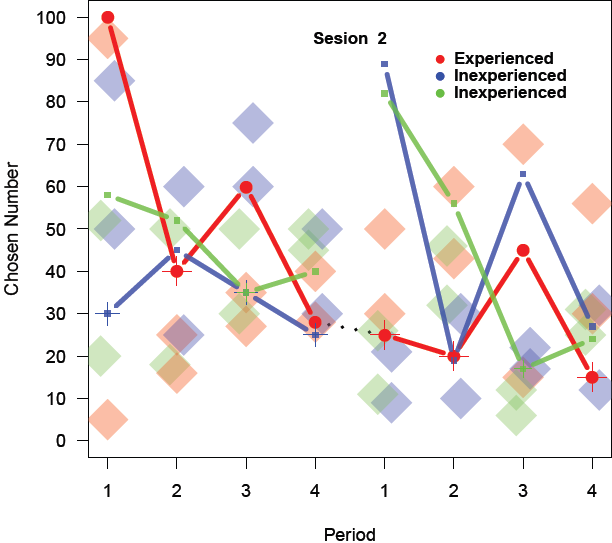 Sesion 2
Experienced
Inexperienced
Inexperienced
100
90
80
70
60
50
40
30
20
10
0
Chosen Number
1 2 3 4 1 2 3 4
Period